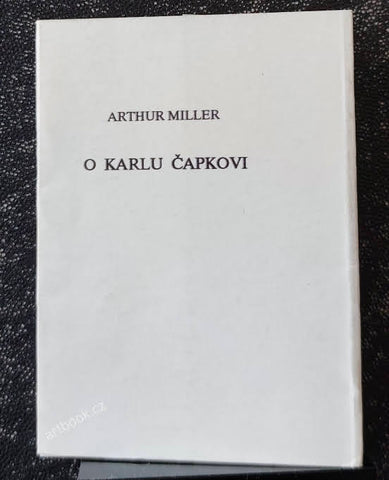 ARTHUR MILLER
O KARLU ČAPKOVI
artbook.cz